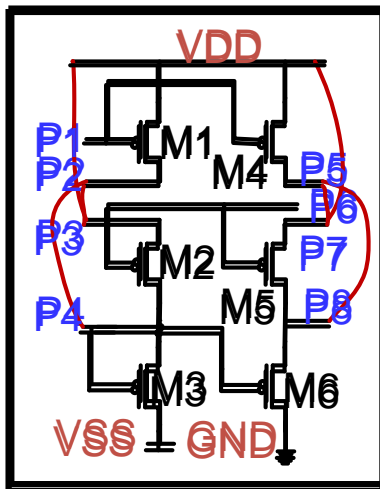 VDD
P1 M1
P2 M4 P5
P6
P3 M2 P7
P4 M5 P8
M3 M6
VSS GND